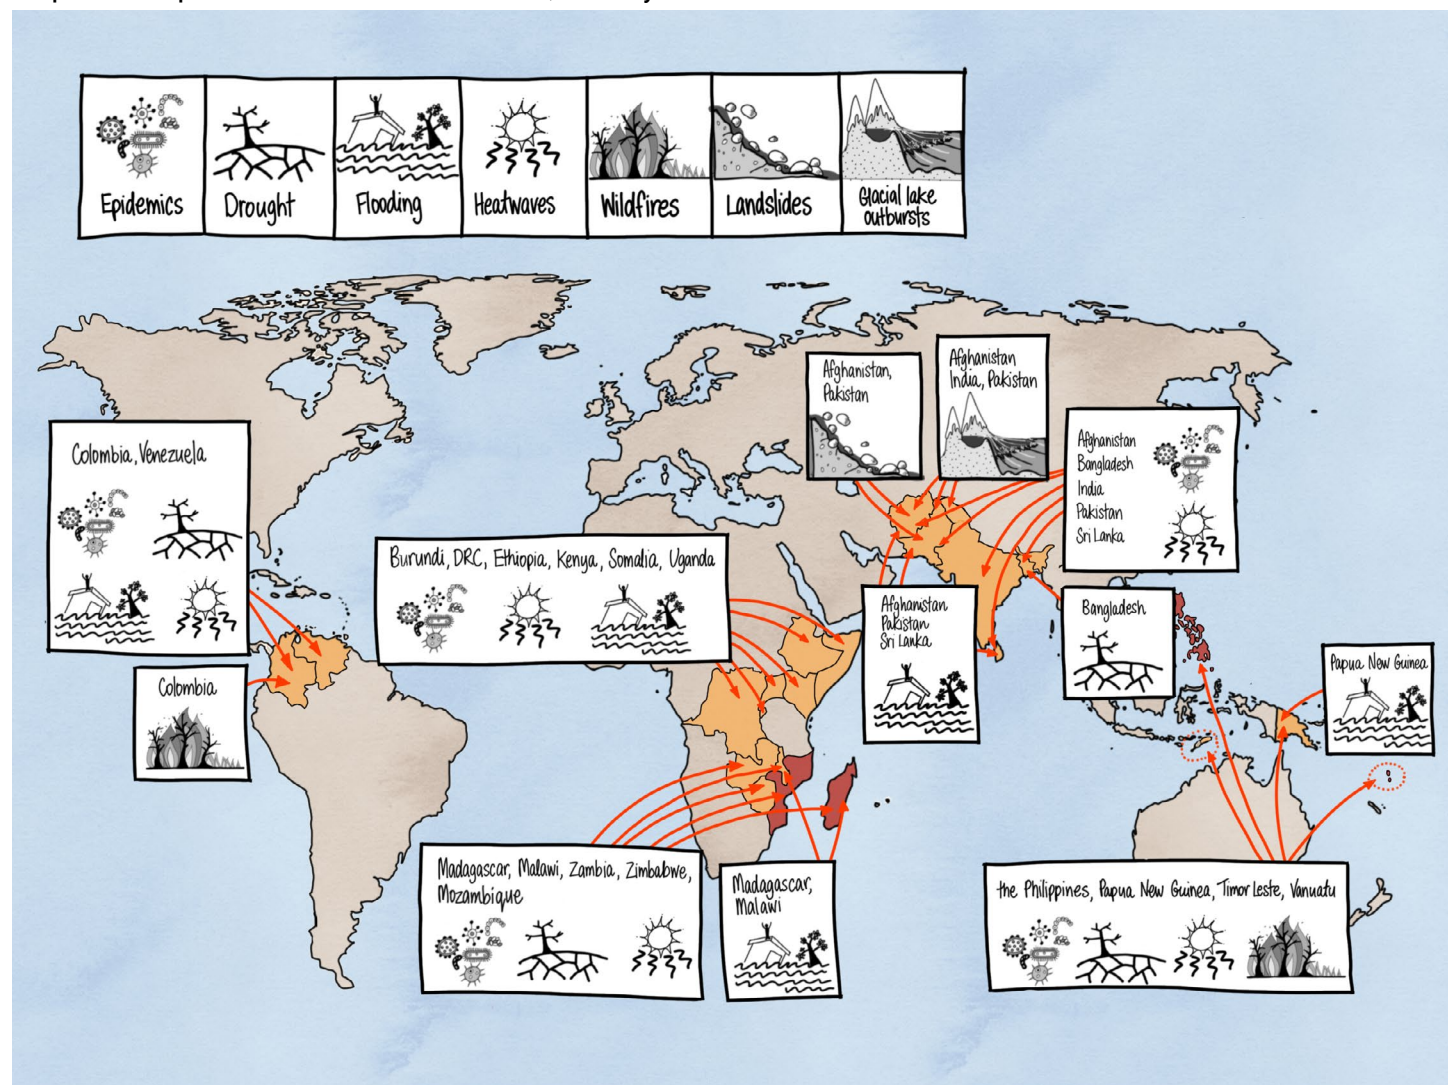 Epidemics
Drought
Flooding
Heatwaves
Wildfires
Landslides
Glacial lake
outbursts
Afghanistan,
Pakistan
Afghanistan
India, Pakistan
Afghanistan
Bangladesh
India
Pakistan
Sri Lanka
Colombia, Venezuela
Burundi, DRC, Ethiopia, Kenya, Somalia, Uganda
Afghanistan
Pakistan
Sri Lanka
Bangladesh
Papua New Guinea
Colombia
Madagascar, Malawi, Zambia, Zimbabwe,
Mozambique
Madagascar,
Malawi
the Philippines, Papua New Guinea, Timor Leste, Vanuatu